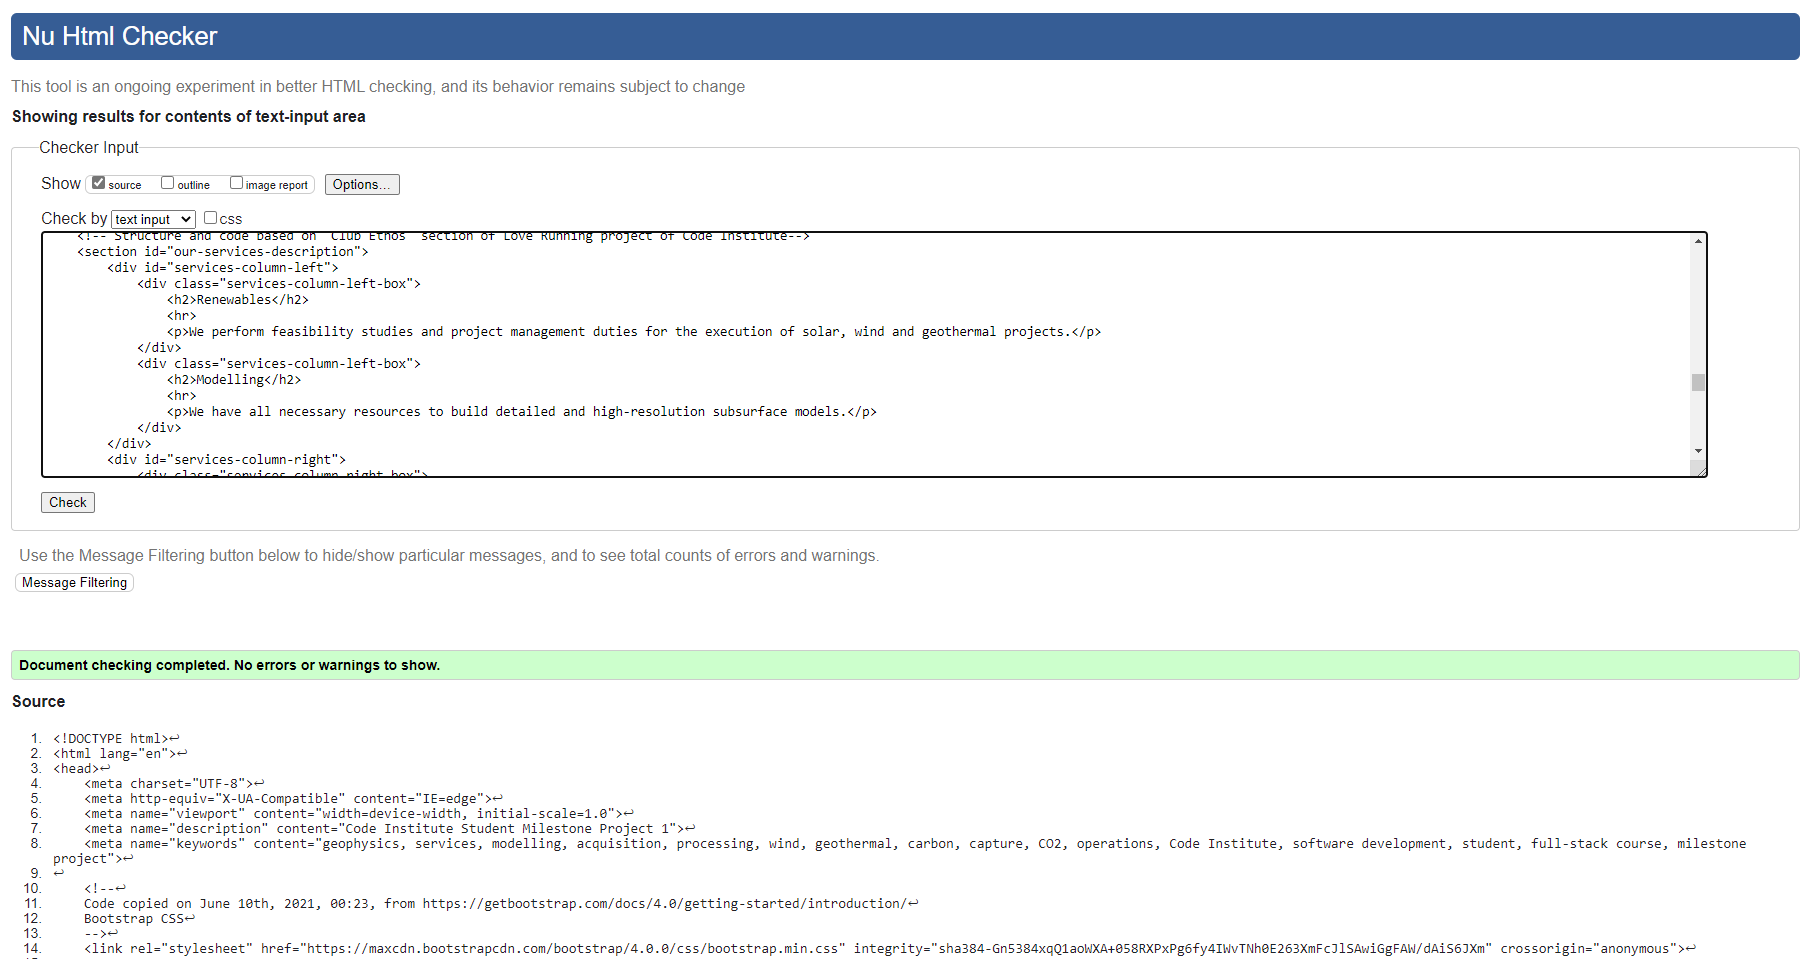 Nu Html Checker
This tool is an ongoing experiment in better HTML checking, and its behavior remains subject to change
Showing results for contents of text-input area
Checker Input
Show source outline image report Options...
Check by text input css
<!-- Structure and code based on "Club Ethos" section of Love Running project of Code Institute-->
<section id="our-services-description">
<div id="services-column-left">
<div class="services-column-left-box">
<h2>Renewables</h2>
<hr>
<p>We perform feasibility studies and project management duties for the execution of solar, wind and geothermal projects.</p>
</div>
<div class="services-column-left-box">
<h2>Modelling</h2>
<hr>
<p>We have all necessary resources to build detailed and high-resolution subsurface models.</p>
</div>
</div>
<div id="services-column-right">
<div class="services-column-right-box">
Check
Use the Message Filtering button below to hide/show particular messages, and to see total counts of errors and warnings.
Message Filtering
Document checking completed. No errors or warnings to show.
Source
1. <!DOCTYPE html>↩
2. <html lang="en">↩
3. <head>↩
4. <meta charset="UTF-8">↩
5. <meta http-equiv="X-UA-Compatible" content="IE=edge">↩
6. <meta name="viewport" content="width=device-width, initial-scale=1.0">↩
7. <meta name="description" content="Code Institute Student Milestone Project 1">↩
8. <meta name="keywords" content="geophysics, services, modelling, acquisition, processing, wind, geothermal, carbon, capture, CO2, operations, Code Institute, software development, student, full-stack course, milestone
project">↩
9. ↩
10. <!--↩
11. Code copied on June 10th, 2021, 00:23, from https://getbootstrap.com/docs/4.0/getting-started/introduction/↩
12. Bootstrap CSS↩
13. -->↩
14. <link rel="stylesheet" href="https://maxcdn.bootstrapcdn.com/bootstrap/4.0.0/css/bootstrap.min.css" integrity="sha384-Gn5384xqQ1aoWXA+058RXPxPg6fy4IWvTNh0E263XmFcJlSAwiGgFAW/dAiS6JXm" crossorigin="anonymous">↩